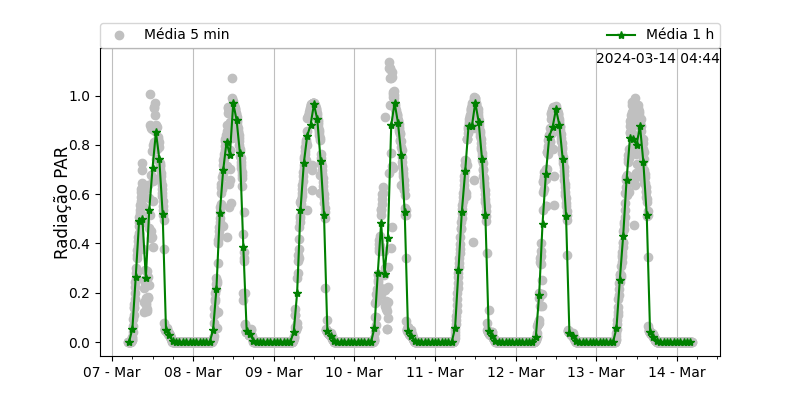 Média 5 min
Média 1 h
2024-03-14 04:44
Radiação PAR
1.0
0.8
0.6
0.4
0.2
0.0
07 - Mar
08 - Mar
09 - Mar
10 - Mar
11 - Mar
12 - Mar
13 - Mar
14 - Mar